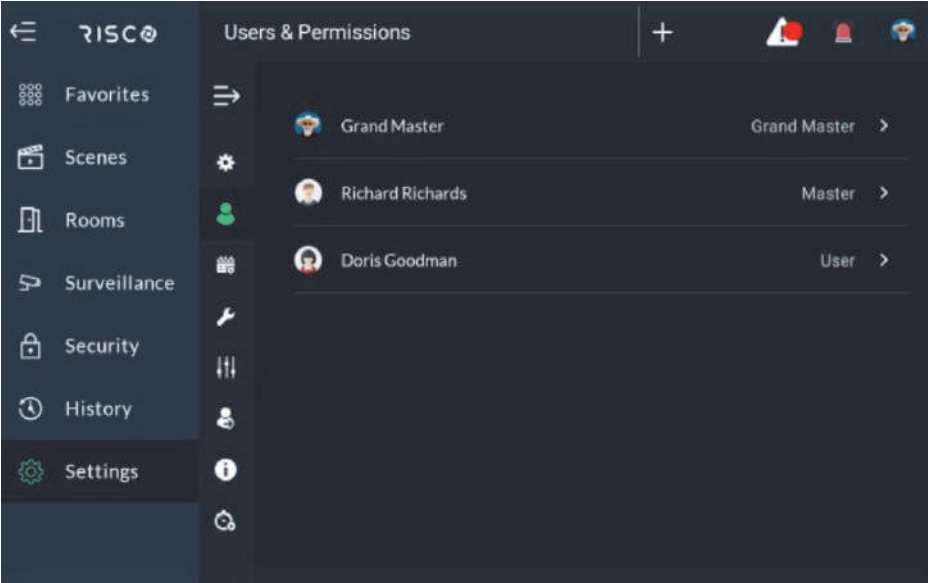 RISCO
Users & Permissions
+
Favorites
Scenes
Rooms
Surveillance
Security
History
Settings
Grand Master Grand Master >
Richard Richards Master >
Doris Goodman User >